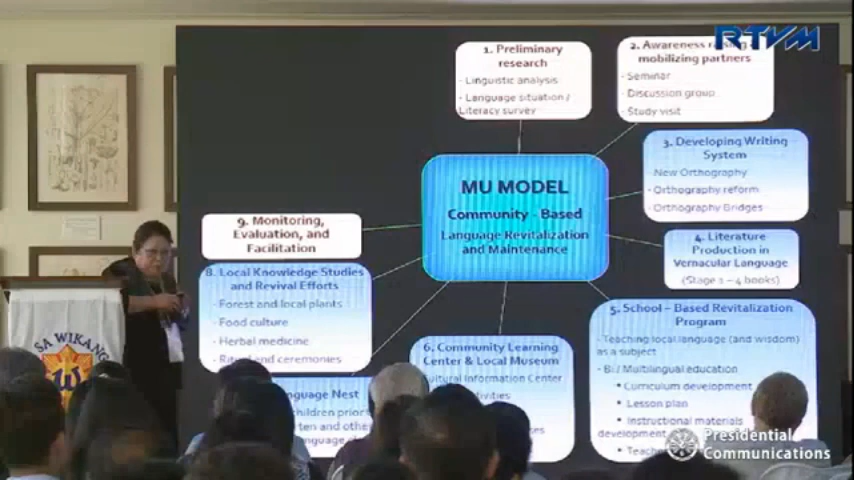 RTVM
1. Preliminary
research
- Linguistic analysis
- Language situation /
Literacy survey
2. Awareness raising
mobilizing partners
- Seminar
- Discussion group
- Study visit
3. Developing Writing
System
- New Orthography
- Orthography reform
- Orthography Bridges
MU MODEL
Community - Based
Language Revitalization
and Maintenance
4. Literature
Production in
Vernacular Language
(Stage 1 – 4 books)
9. Monitoring,
Evaluation, and
Facilitation
8. Local Knowledge Studies
and Revival Efforts
- Forest and local plants
- Food culture
- Herbal medicine
- Ritual end ceremonies
5. School – Based Revitalization
Program
- Teaching local language (and wisdom)
as a subject
- Bi / Multilingual education
• Curriculum development
• Lesson plan
• Instructional materials
development
6. Community Learning
Center & Local Museum
Cultural Information Center
Nest
children
and
SA WIKANG
Presidential
Communications